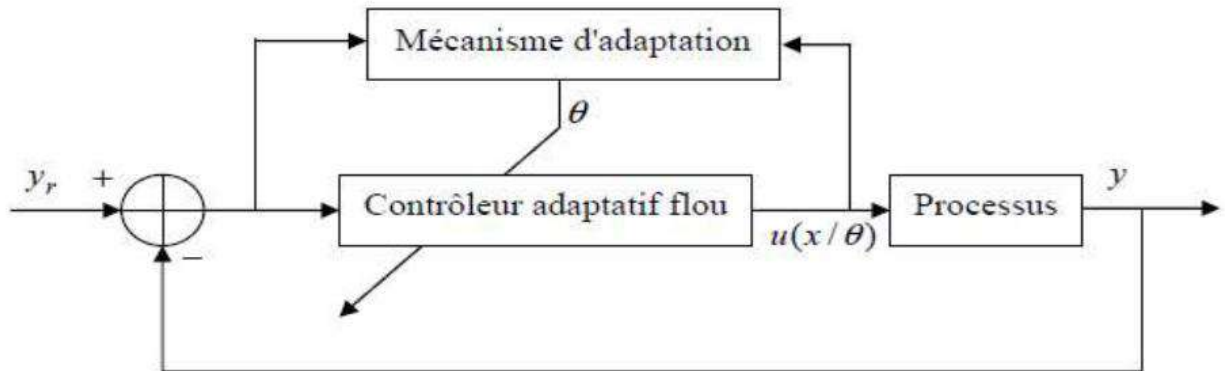 Mécanisme d'adaptation
θ
y_r
+
Contrôleur adaptatif flou
u(x/θ)
Processus
y
−